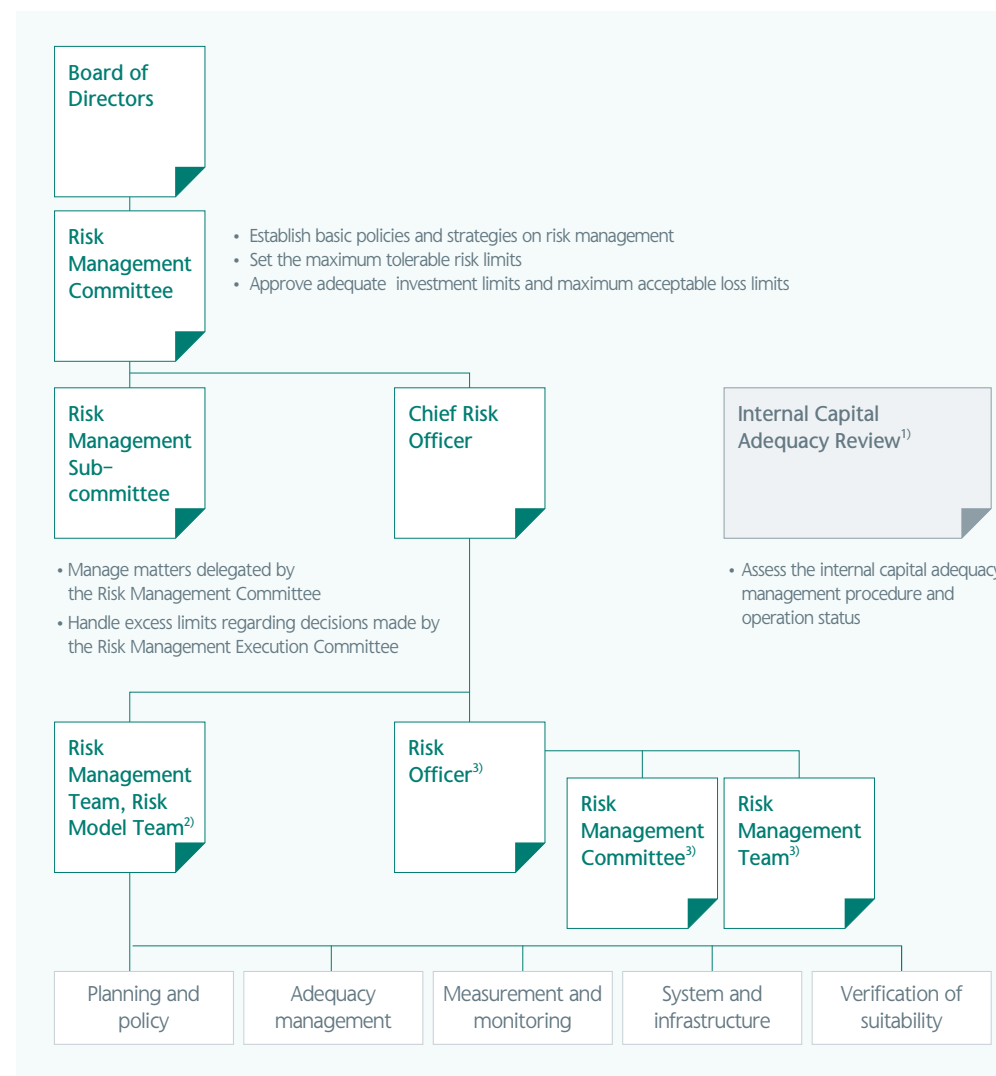 Board of
Directors
Risk
Management
Committee
• Establish basic policies and strategies on risk management
• Set the maximum tolerable risk limits
• Approve adequate investment limits and maximum acceptable loss limits
Risk
Management
Sub-
committee
Chief Risk
Officer
Internal Capital
Adequacy Review1)
• Manage matters delegated by
the Risk Management Committee
• Handle excess limits regarding decisions made by
the Risk Management Execution Committee
• Assess the internal capital adequacy
management procedure and
operation status
Risk
Management
Team, Risk
Model Team2)
Risk
Officer3)
Risk
Management
Committee3)
Risk
Management
Team3)
Planning and
policy
Adequacy
management
Measurement and
monitoring
System and
infrastructure
Verification of
suitability